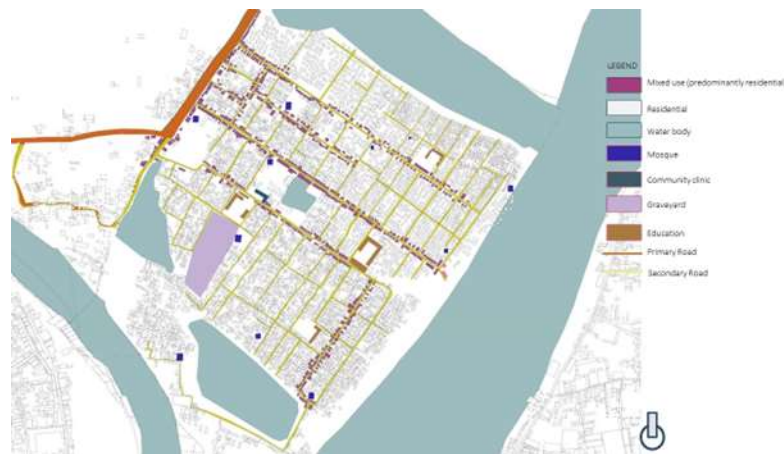 LEGEND
Mixed use (predominantly residential
Residential
Water body
Mosque
Community clinic
Graveyard
Education
Primary Road
Secondary Road